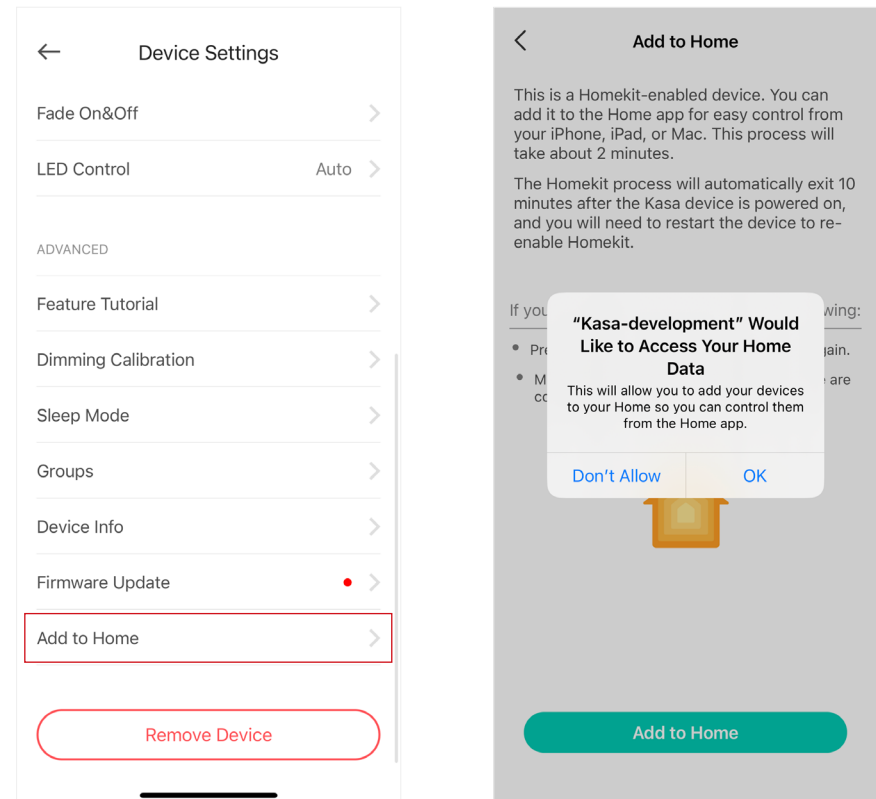 Device Settings
Fade On&Off
LED Control Auto
ADVANCED
Feature Tutorial
Dimming Calibration
Sleep Mode
Groups
Device Info
Firmware Update
Add to Home
Remove Device
Add to Home
This is a Homekit-enabled device. You can
add it to the Home app for easy control from
your iPhone, iPad, or Mac. This process will
take about 2 minutes.
The Homekit process will automatically exit 10
minutes after the Kasa device is powered on,
and you will need to restart the device to re-
enable Homekit.
If you wing:
"Kasa-development" Would
Like to Access Your Home
Data
This will allow you to add your devices
to your Home so you can control them
from the Home app.
Don't Allow OK
are
Add to Home